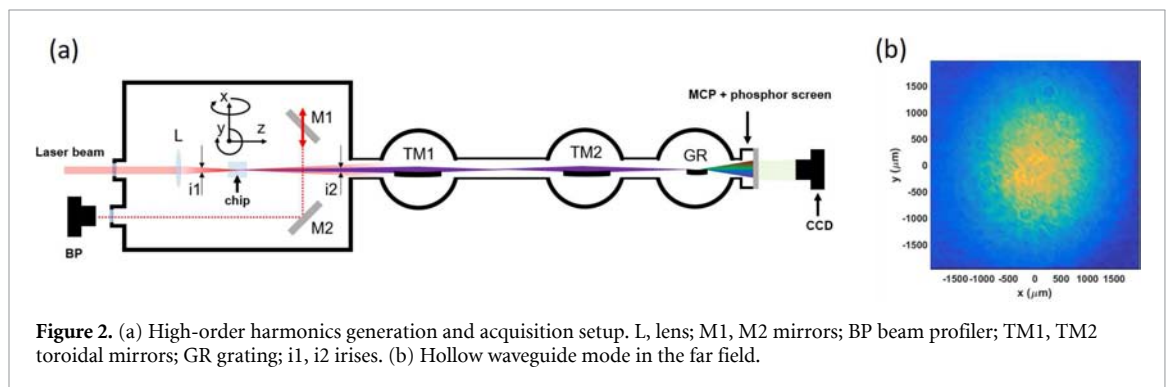 (a)
(b)
x
y
z
M1
L
Laser beam
i1
chip
i2
M2
BP
TM1
TM2
GR
MCP + phosphor screen
CCD
1500
1000
500
0
-500
-1000
-1500
y (μm)
-1500-1000 -500 0 500 1000 1500
x (μm)
Figure 2. (a) High-order harmonics generation and acquisition setup. L, lens; M1, M2 mirrors; BP beam profiler; TM1, TM2
toroidal mirrors; GR grating; i1, i2 irises. (b) Hollow waveguide mode in the far field.